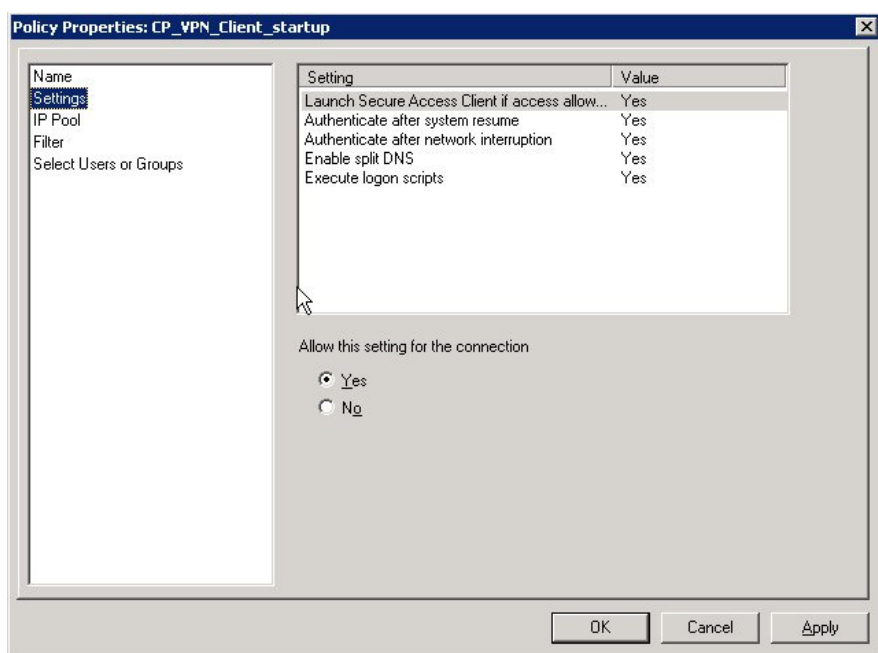 Policy Properties: CP_VPN_Client_startup
Name
Settings
IP Pool
Filter
Select Users or Groups
Setting Value
Launch Secure Access Client if access allow... Yes
Authenticate after system resume Yes
Authenticate after network interruption Yes
Enable split DNS Yes
Execute logon scripts Yes
Allow this setting for the connection
Yes
No
OK Cancel Apply